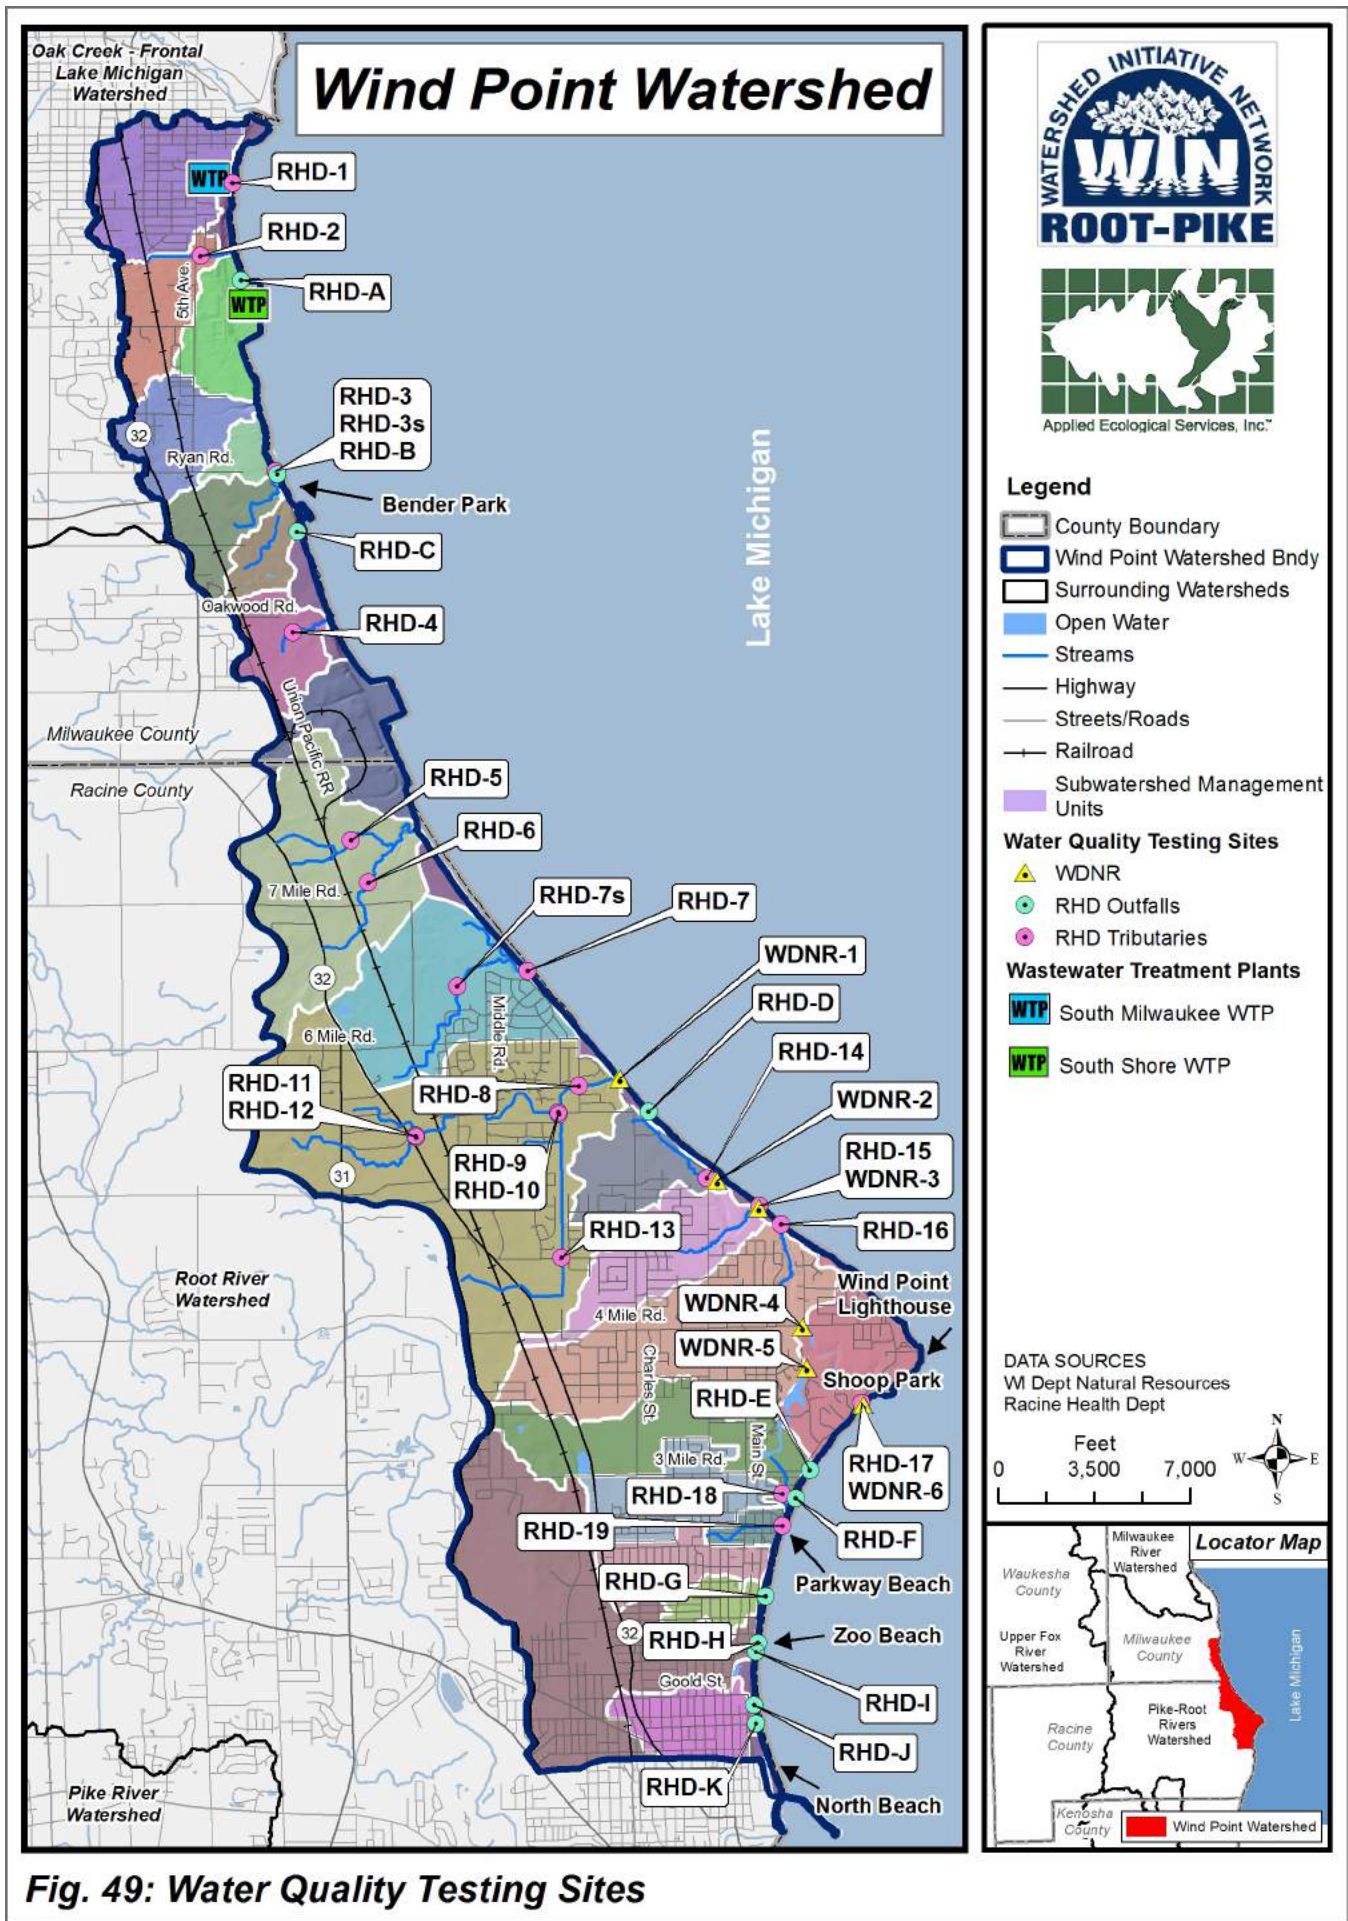 Oak Creek - Frontal
Lake Michigan
Watershed
Wind Point Watershed
WTP
RHD-1
RHD-2
5th Ave.
RHD-A
WTP
RHD-3
RHD-3s
RHD-B
32
Ryan Rd.
Bender Park
RHD-C
Lake Michigan
Oakwood Rd.
RHD-4
Union Pacific RR
Milwaukee County
Racine County
RHD-5
RHD-6
7 Mile Rd.
RHD-7s
RHD-7
WDNR-1
32
RHD-D
Middle Rd.
6 Mile Rd.
RHD-14
RHD-11
RHD-12
RHD-8
WDNR-2
RHD-15
WDNR-3
RHD-9
RHD-10
31
RHD-13
RHD-16
Root River
Watershed
Wind Point
Lighthouse
WDNR-4
4 Mile Rd.
WDNR-5
Charles St.
Shoop Park
RHD-E
Main St.
3 Mile Rd.
RHD-17
WDNR-6
RHD-18
RHD-19
RHD-F
RHD-G
Parkway Beach
32
RHD-H
Zoo Beach
Goold St.
RHD-I
RHD-J
RHD-K
Pike River
Watershed
North Beach
WATERSHED INITIATIVE NETWORK
WIN
ROOT-PIKE
Applied Ecological Services, Inc.™
Legend
County Boundary
Wind Point Watershed Bndy
Surrounding Watersheds
Open Water
Streams
Highway
Streets/Roads
Railroad
Subwatershed Management
Units
Water Quality Testing Sites
WDNR
RHD Outfalls
RHD Tributaries
Wastewater Treatment Plants
WTP South Milwaukee WTP
WTP South Shore WTP
DATA SOURCES
WI Dept Natural Resources
Racine Health Dept
Feet
0 3,500 7,000
N
W E
S
Locator Map
Milwaukee
River
Watershed
Waukesha
County
Upper Fox
River
Watershed
Milwaukee
County
Lake Michigan
Racine
County
Pike-Root
Rivers
Watershed
Kenosha
County
Wind Point Watershed
Fig. 49: Water Quality Testing Sites